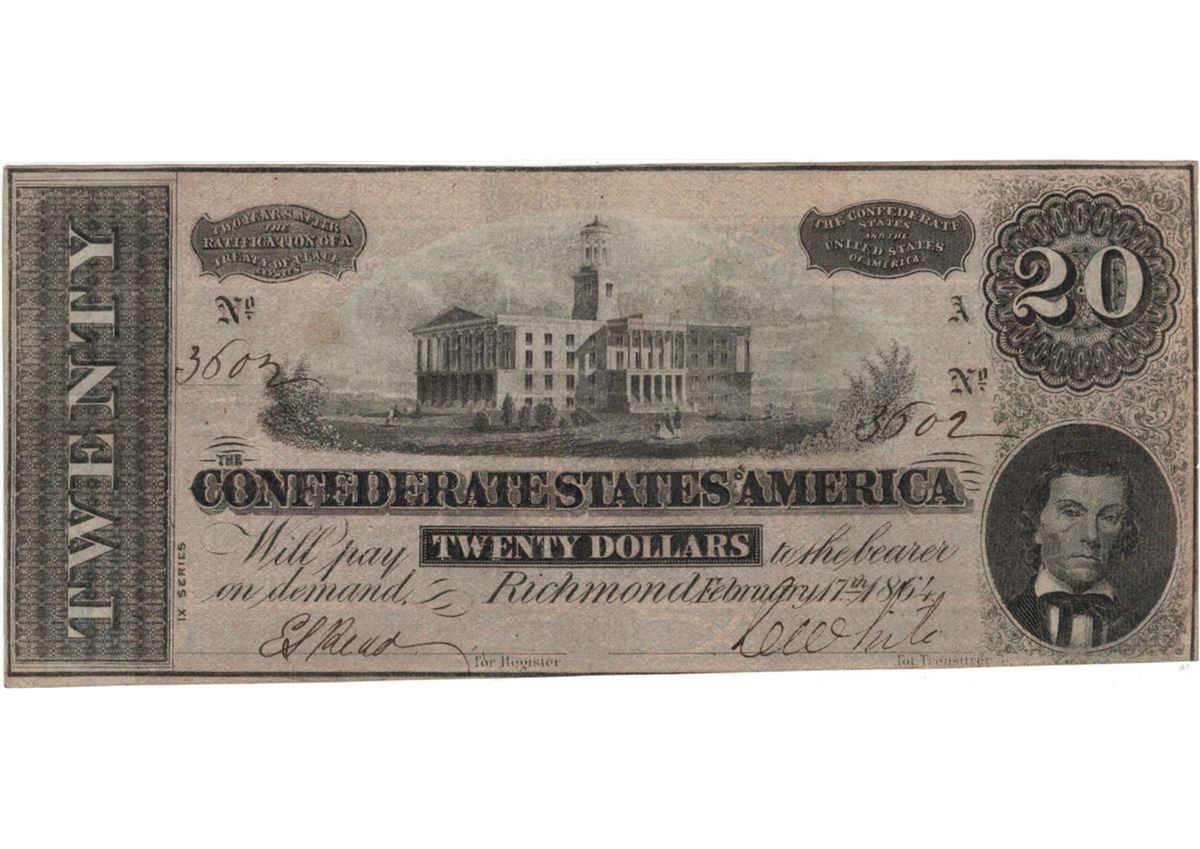 TWENTY
TWO YEARS AFTER
THE
RATIFICATION OF A
TREATY OF PEACE
BETWEEN
THE CONFEDERATE
STATES
AND THE
UNITED STATES
OF AMERICA.
20
No
3602
A
No
3602
THE
CONFEDERATE STATES OF AMERICA
Will pay TWENTY DOLLARS to the bearer
on demand. Richmond, February 17th 1864
IX SERIES
for Register
for Treasurer